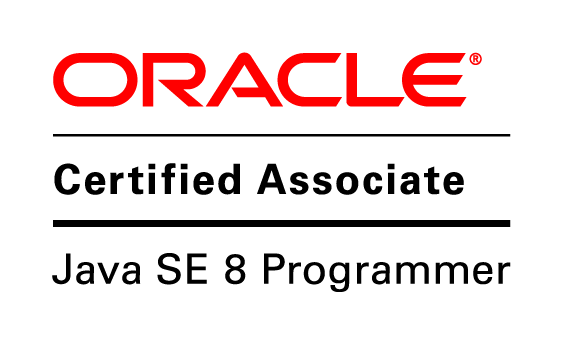 ORACLE®
Certified Associate
Java SE 8 Programmer